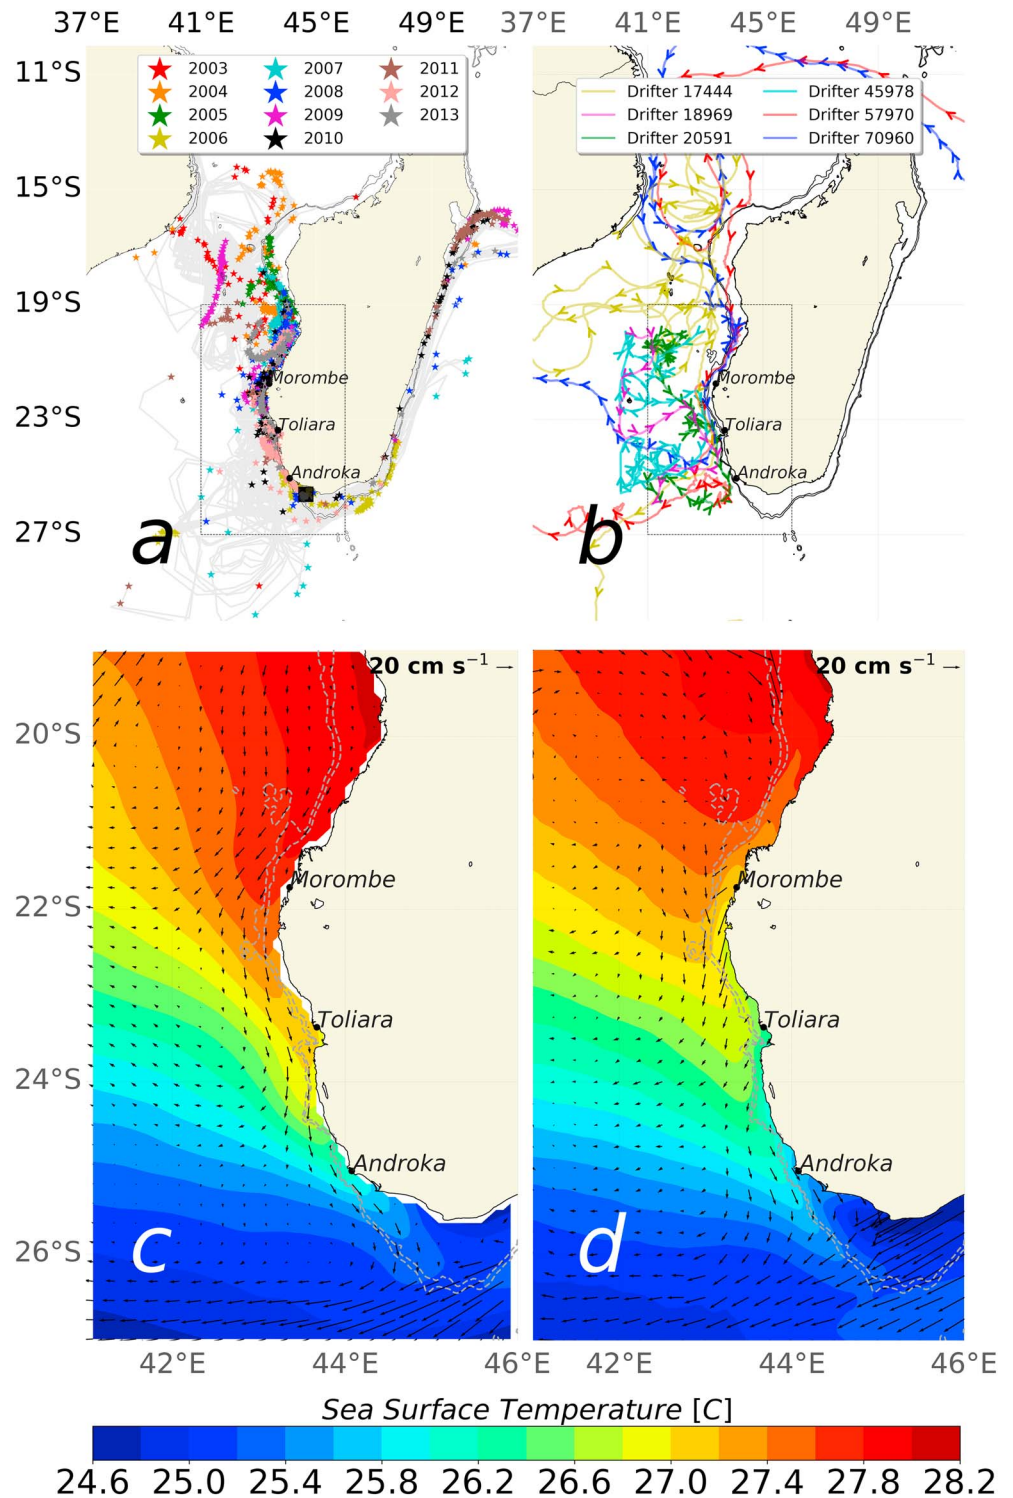 37°E 41°E 45°E 49°E 37°E 41°E 45°E 49°E
11°S
15°S
19°S
23°S
27°S
2003 2007 2011
2004 2008 2012
2005 2009 2013
2006 2010
Morombe
Toliara
Androka
a
Drifter 17444 Drifter 45978
Drifter 18969 Drifter 57970
Drifter 20591 Drifter 70960
Morombe
Toliara
Androka
b
20°S
22°S
24°S
26°S
20 cm s⁻¹
Morombe
Toliara
Androka
c
20 cm s⁻¹
Morombe
Toliara
Androka
d
42°E 44°E 46°E 42°E 44°E 46°E
Sea Surface Temperature [C]
24.6 25.0 25.4 25.8 26.2 26.6 27.0 27.4 27.8 28.2